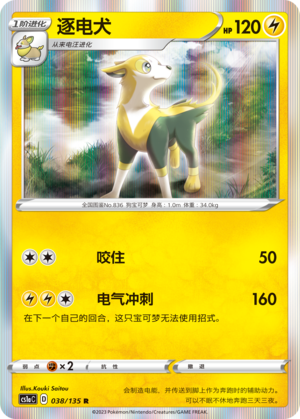 1阶进化
逐电犬
HP 120
从来电汪进化
全国图鉴No.836 狗宝可梦 身高：1.0m 体重：34.0kg
咬住 50
电气冲刺 160
在下一个自己的回合，这只宝可梦无法使用招式。
弱点 ×2 抗性 撤退
Illus.Kouki Saitou
CS1aC D 038/135 R
会制造电能，并传送到脚上作为奔跑时的辅助动力。
可以不眠不休地奔跑三天三夜。
©2023 Pokémon/Nintendo/Creatures/GAME FREAK.